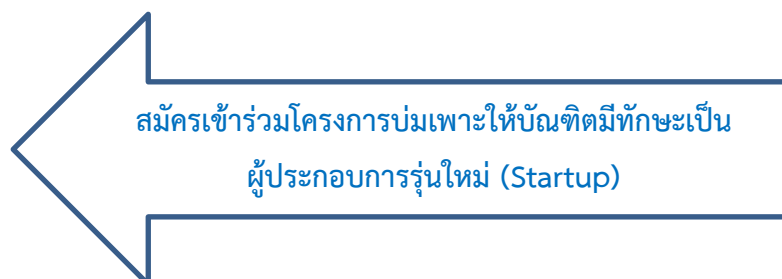 สมัครเข้าร่วมโครงการบ่มเพาะให้บัณฑิตมีทักษะเป็น
ผู้ประกอบการรุ่นใหม่ (Startup)